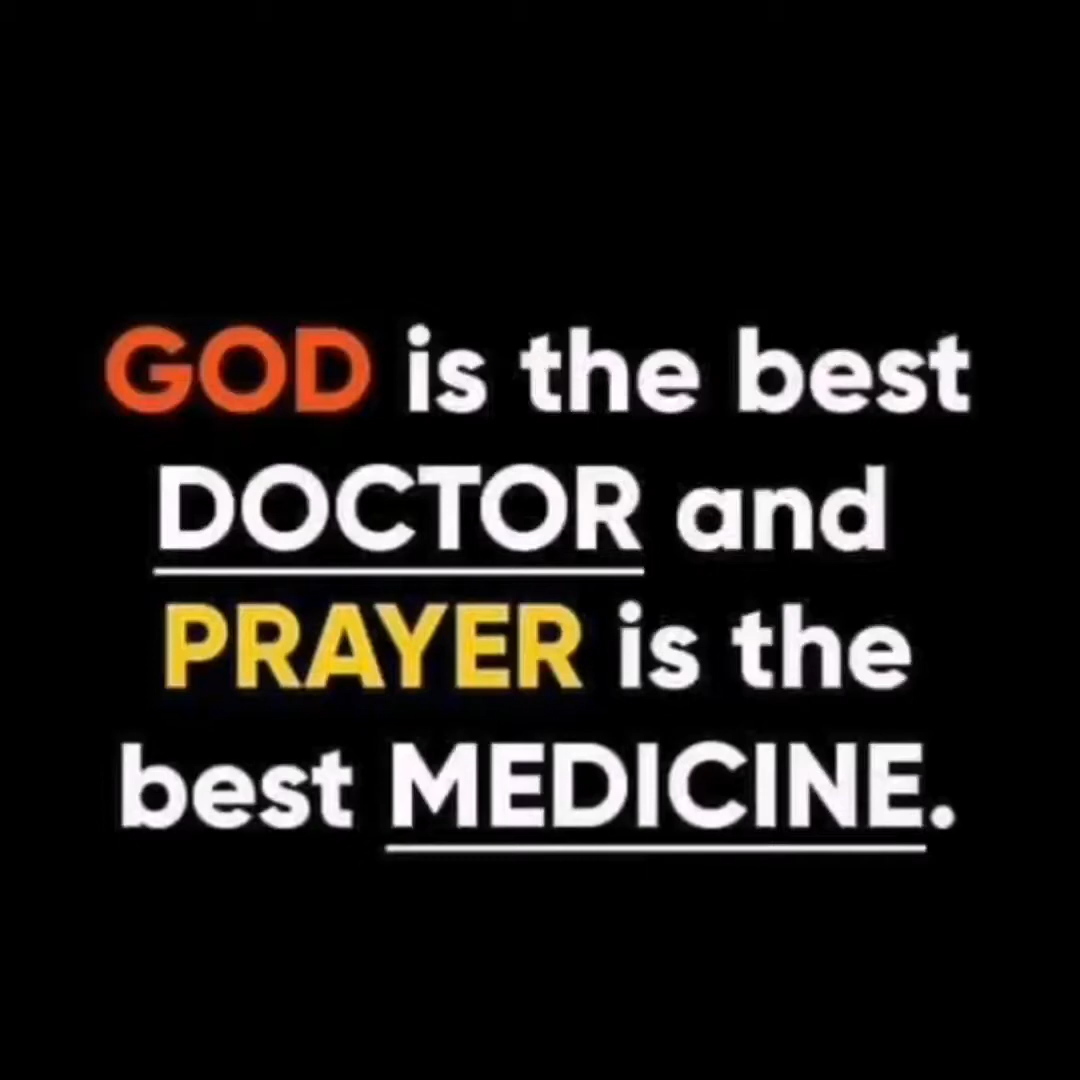 GOD is the best
DOCTOR and
PRAYER is the
best MEDICINE.